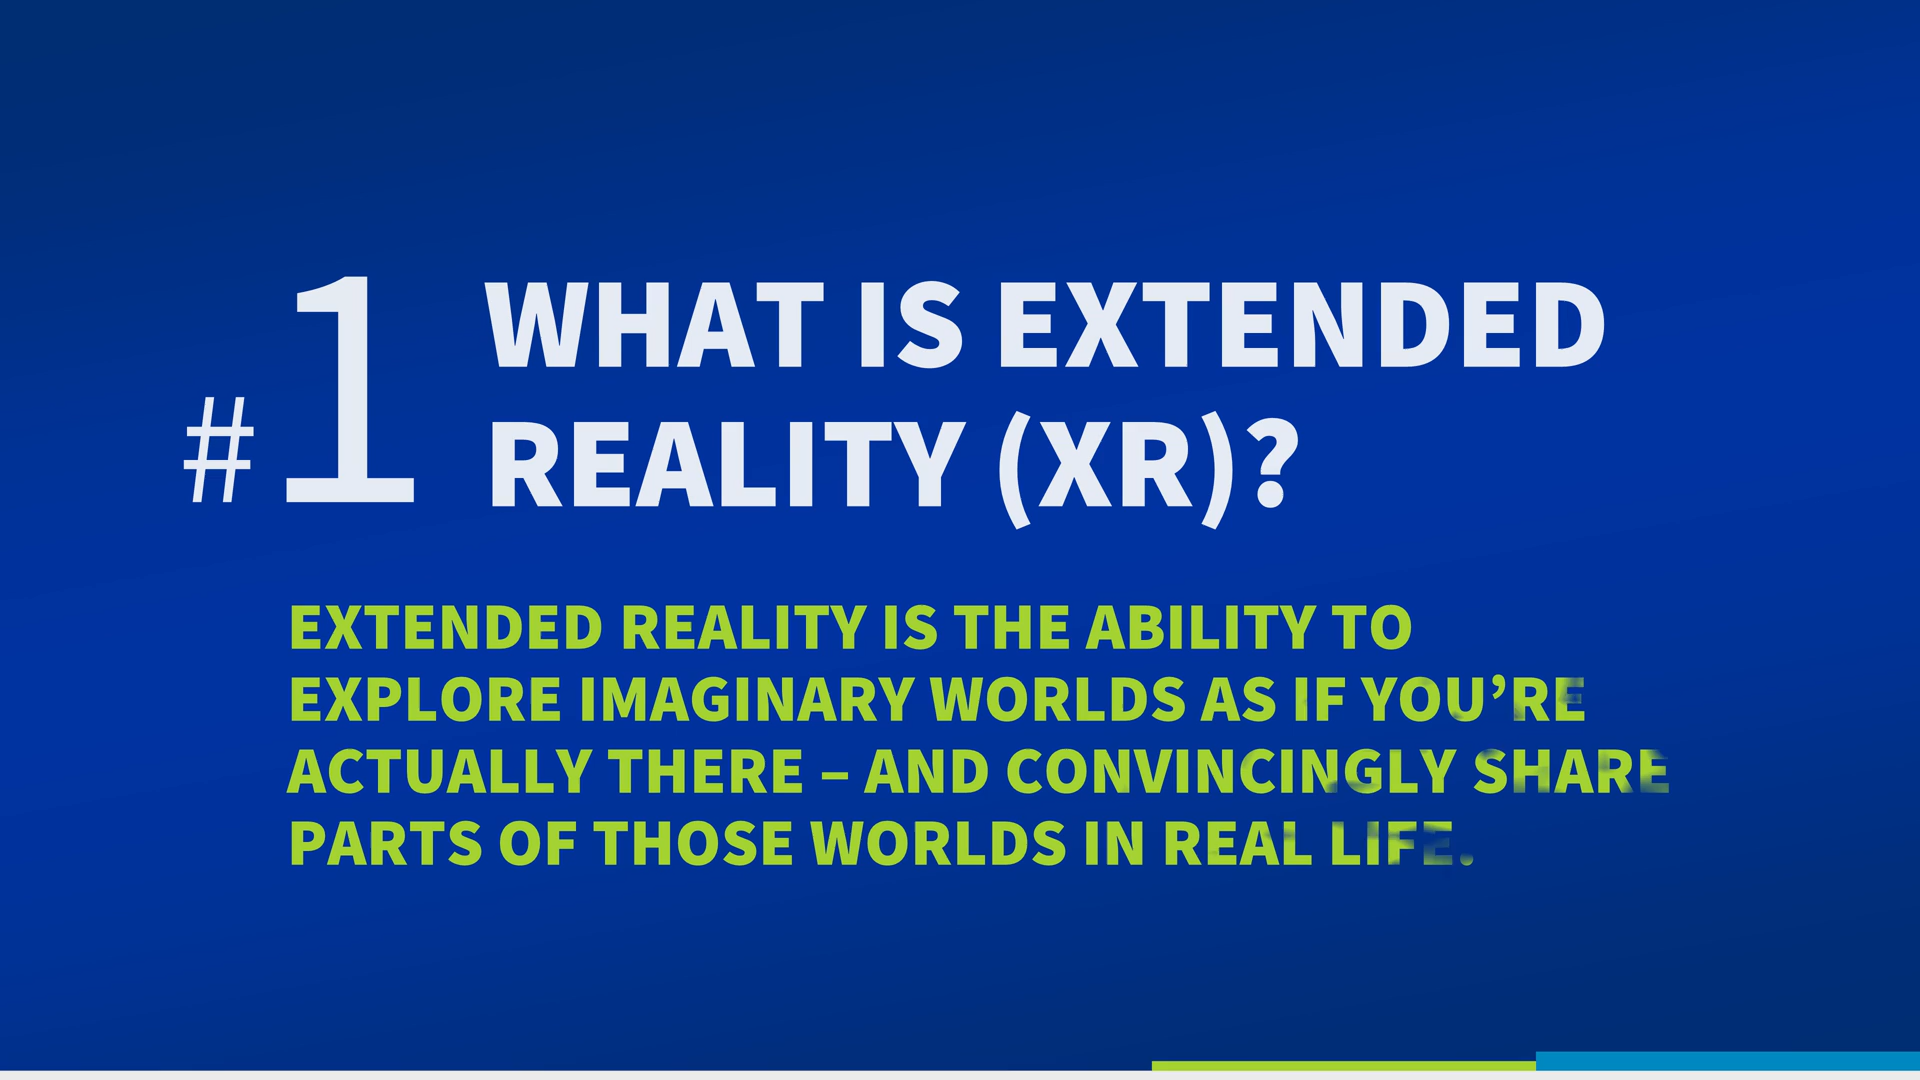 #1 WHAT IS EXTENDED
REALITY (XR)?
EXTENDED REALITY IS THE ABILITY TO
EXPLORE IMAGINARY WORLDS AS IF YOU’RE
ACTUALLY THERE – AND CONVINCINGLY SHARE
PARTS OF THOSE WORLDS IN REAL LIFE.